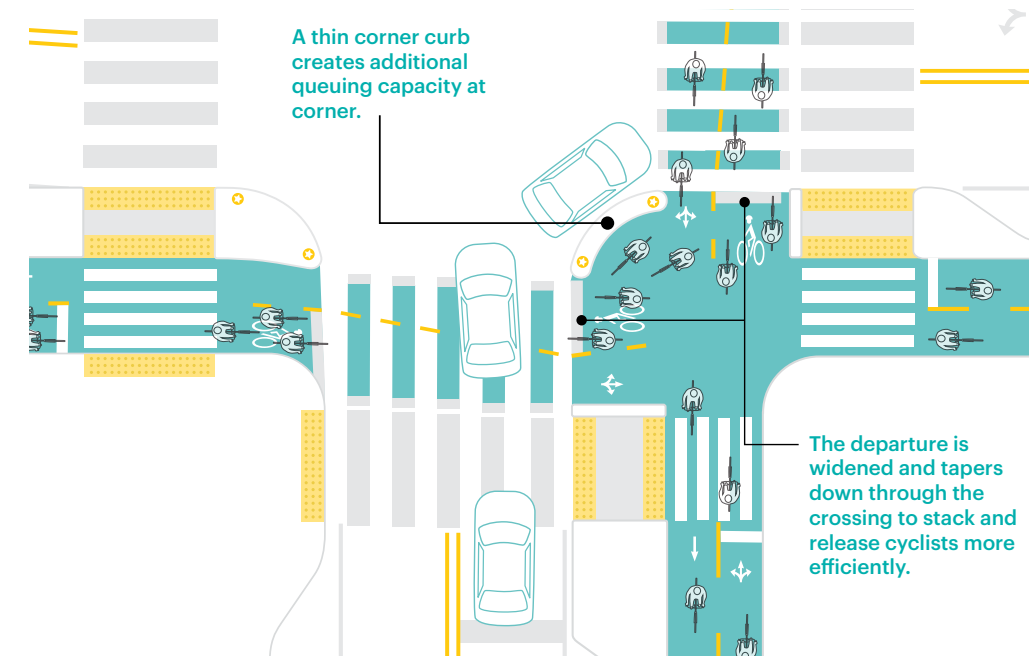 A thin corner curb
creates additional
queuing capacity at
corner.
The departure is
widened and tapers
down through the
crossing to stack and
release cyclists more
efficiently.